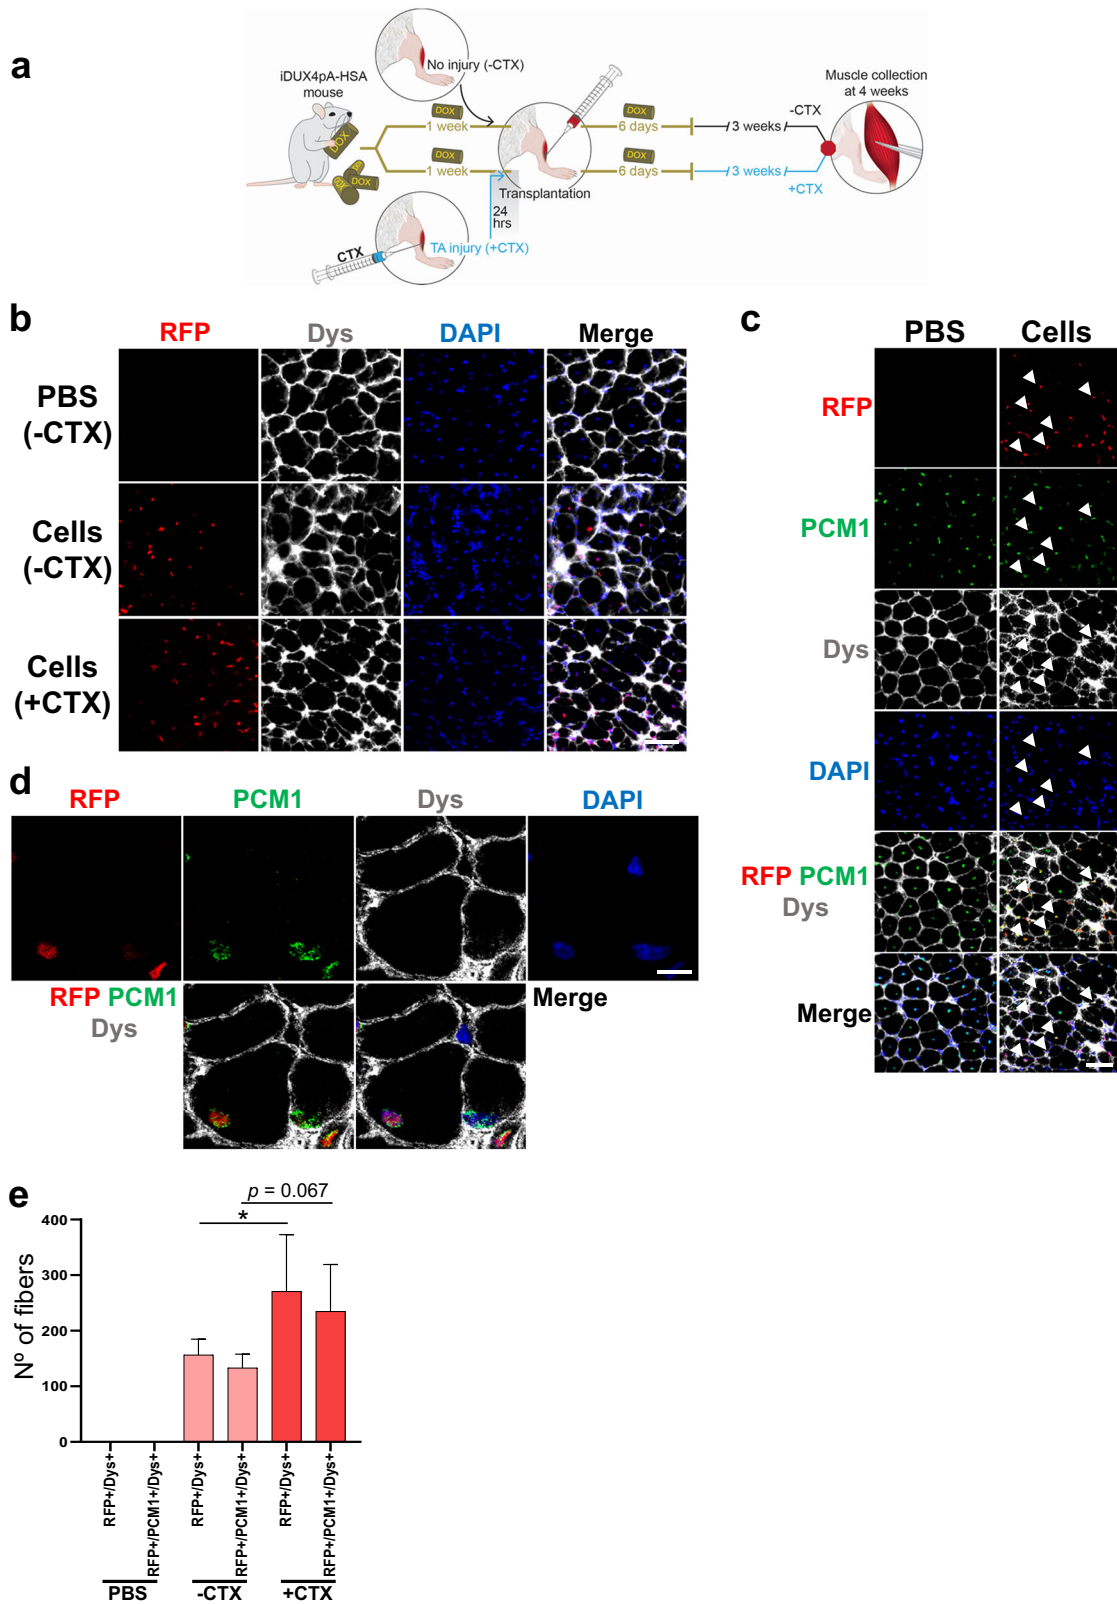 a
iDUX4pA-HSA
mouse
DOX
DOX
DOX
DOX
No injury (-CTX)
DOX
1 week
DOX
1 week
24
hrs
CTX
TA injury (+CTX)
Transplantation
DOX
6 days
DOX
6 days
3 weeks
-CTX
3 weeks
+CTX
Muscle collection
at 4 weeks
b
RFP
Dys
DAPI
Merge
PBS
(-CTX)
Cells
(-CTX)
Cells
(+CTX)
c
PBS
Cells
RFP
PCM1
Dys
DAPI
RFP PCM1
Dys
Merge
d
RFP
PCM1
Dys
DAPI
RFP PCM1
Dys
Merge
e
p = 0.067
*
400
300
200
100
0
Nº of fibers
RFP+/Dys+
RFP+/PCM1+/Dys+
RFP+/Dys+
RFP+/PCM1+/Dys+
RFP+/Dys+
RFP+/PCM1+/Dys+
PBS
-CTX
+CTX